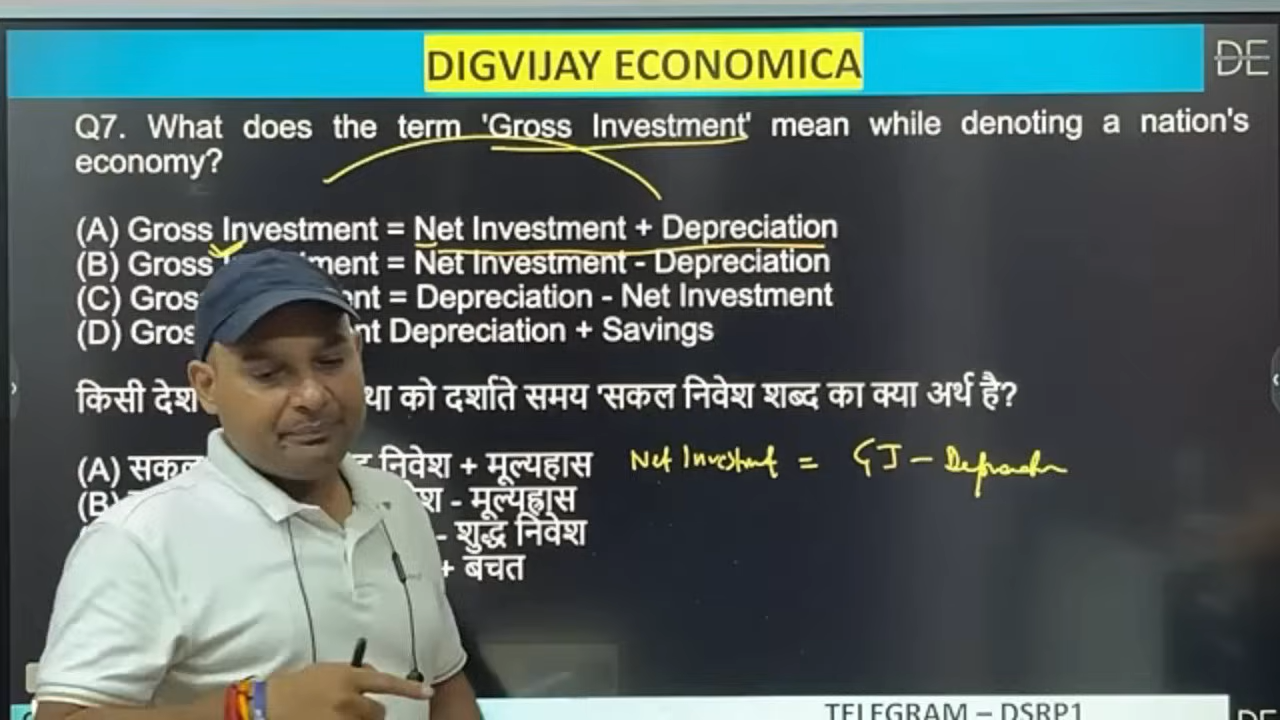 DIGVIJAY ECONOMICA
DE
Q7. What does the term 'Gross Investment' mean while denoting a nation's
economy?
(A) Gross Investment = Net Investment + Depreciation
(B) Gross ment = Net Investment - Depreciation
(C) Gros nt = Depreciation - Net Investment
(D) Gros nt Depreciation + Savings
किसी देश था को दर्शाते समय 'सकल निवेश शब्द का क्या अर्थ है?
(A) सकल निवेश + मूल्यहास
Net Investment = GI - Depreciation
(B) श - मूल्यह्रास
- शुद्ध निवेश
+ बचत
TELEGRAM – DSRP1
DE